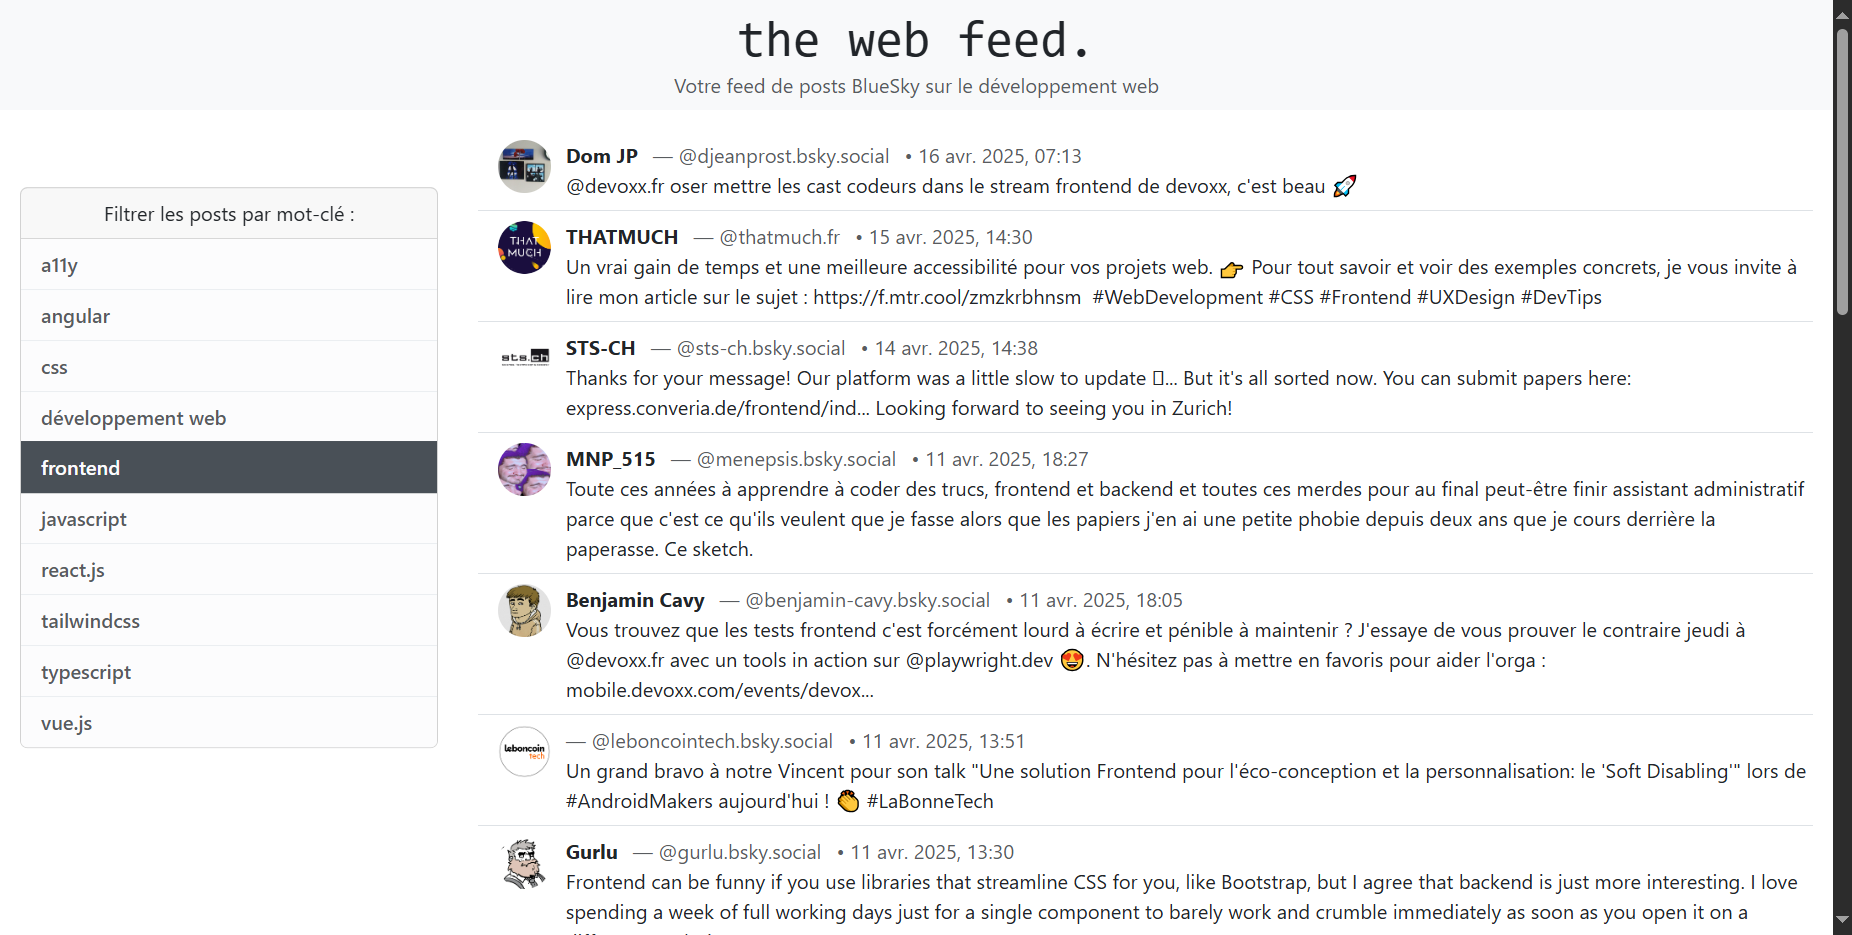 the web feed.
Votre feed de posts BlueSky sur le développement web
Filtrer les posts par mot-clé :
a11y
angular
css
développement web
frontend
javascript
react.js
tailwindcss
typescript
vue.js
Dom JP — @djeanprost.bsky.social • 16 avr. 2025, 07:13
@devoxx.fr oser mettre les cast codeurs dans le stream frontend de devoxx, c'est beau 🚀
THAT MUCH
THATMUCH — @thatmuch.fr • 15 avr. 2025, 14:30
Un vrai gain de temps et une meilleure accessibilité pour vos projets web. 👉 Pour tout savoir et voir des exemples concrets, je vous invite à
lire mon article sur le sujet : https://f.mtr.cool/zmzkrbhnsm #WebDevelopment #CSS #Frontend #UXDesign #DevTips
sts.ch
STS-CH — @sts-ch.bsky.social • 14 avr. 2025, 14:38
Thanks for your message! Our platform was a little slow to update ▯... But it's all sorted now. You can submit papers here:
express.converia.de/frontend/ind... Looking forward to seeing you in Zurich!
MNP_515 — @menepsis.bsky.social • 11 avr. 2025, 18:27
Toute ces années à apprendre à coder des trucs, frontend et backend et toutes ces merdes pour au final peut-être finir assistant administratif
parce que c'est ce qu'ils veulent que je fasse alors que les papiers j'en ai une petite phobie depuis deux ans que je cours derrière la
paperasse. Ce sketch.
Benjamin Cavy — @benjamin-cavy.bsky.social • 11 avr. 2025, 18:05
Vous trouvez que les tests frontend c'est forcément lourd à écrire et pénible à maintenir ? J'essaye de vous prouver le contraire jeudi à
@devoxx.fr avec un tools in action sur @playwright.dev 😍. N'hésitez pas à mettre en favoris pour aider l'orga :
mobile.devoxx.com/events/devox...
leboncoin tech
— @leboncointech.bsky.social • 11 avr. 2025, 13:51
Un grand bravo à notre Vincent pour son talk "Une solution Frontend pour l'éco-conception et la personnalisation: le 'Soft Disabling'" lors de
#AndroidMakers aujourd'hui ! 👏 #LaBonneTech
Gurlu — @gurlu.bsky.social • 11 avr. 2025, 13:30
Frontend can be funny if you use libraries that streamline CSS for you, like Bootstrap, but I agree that backend is just more interesting. I love
spending a week of full working days just for a single component to barely work and crumble immediately as soon as you open it on a